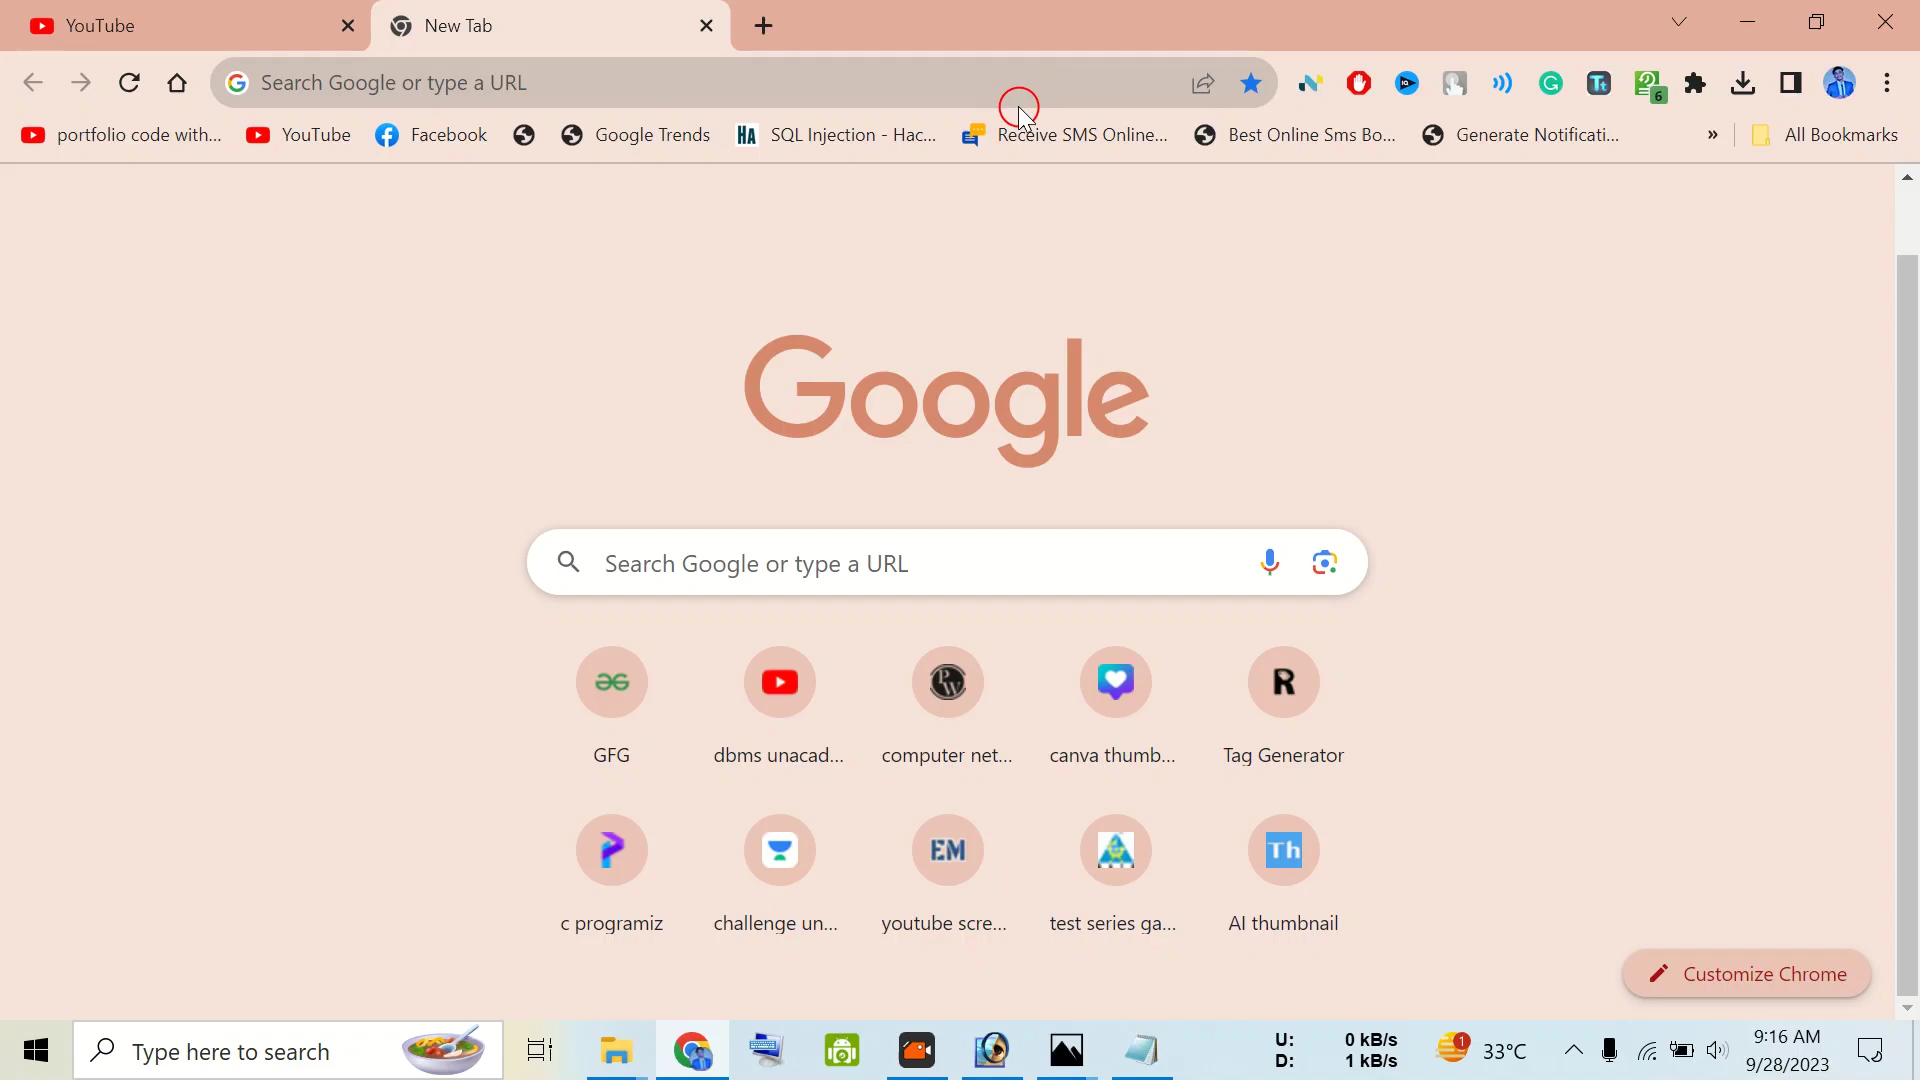 YouTube
New Tab
Search Google or type a URL
6
portfolio code with...
YouTube
Facebook
Google Trends
HA
SQL Injection - Hac...
Receive SMS Online...
Best Online Sms Bo...
Generate Notificati...
»
All Bookmarks
Google
Search Google or type a URL
GFG
dbms unacad...
computer net...
canva thumb...
Tag Generator
EM
Th
c programiz
challenge un...
youtube scre...
test series ga...
AI thumbnail
Customize Chrome
Type here to search
U: 0 kB/s
D: 1 kB/s
1
33°C
9:16 AM
9/28/2023